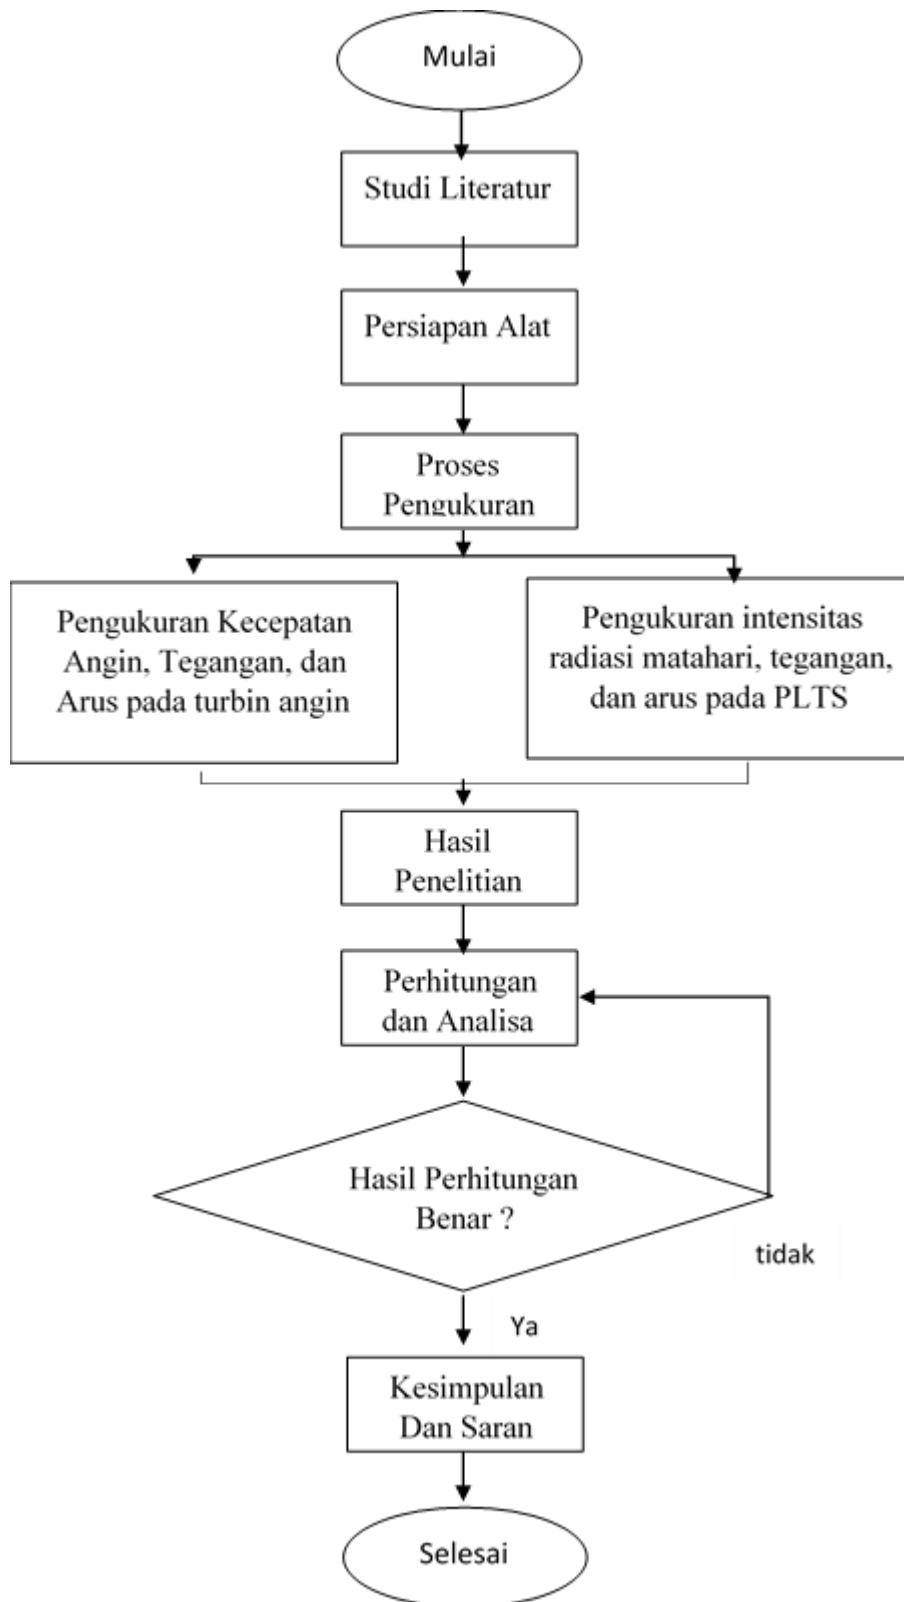 Mulai
Studi Literatur
Persiapan Alat
Proses
Pengukuran
Pengukuran Kecepatan
Angin, Tegangan, dan
Arus pada turbin angin
Pengukuran intensitas
radiasi matahari, tegangan,
dan arus pada PLTS
Hasil
Penelitian
Perhitungan
dan Analisa
Hasil Perhitungan
Benar ?
tidak
Ya
Kesimpulan
Dan Saran
Selesai